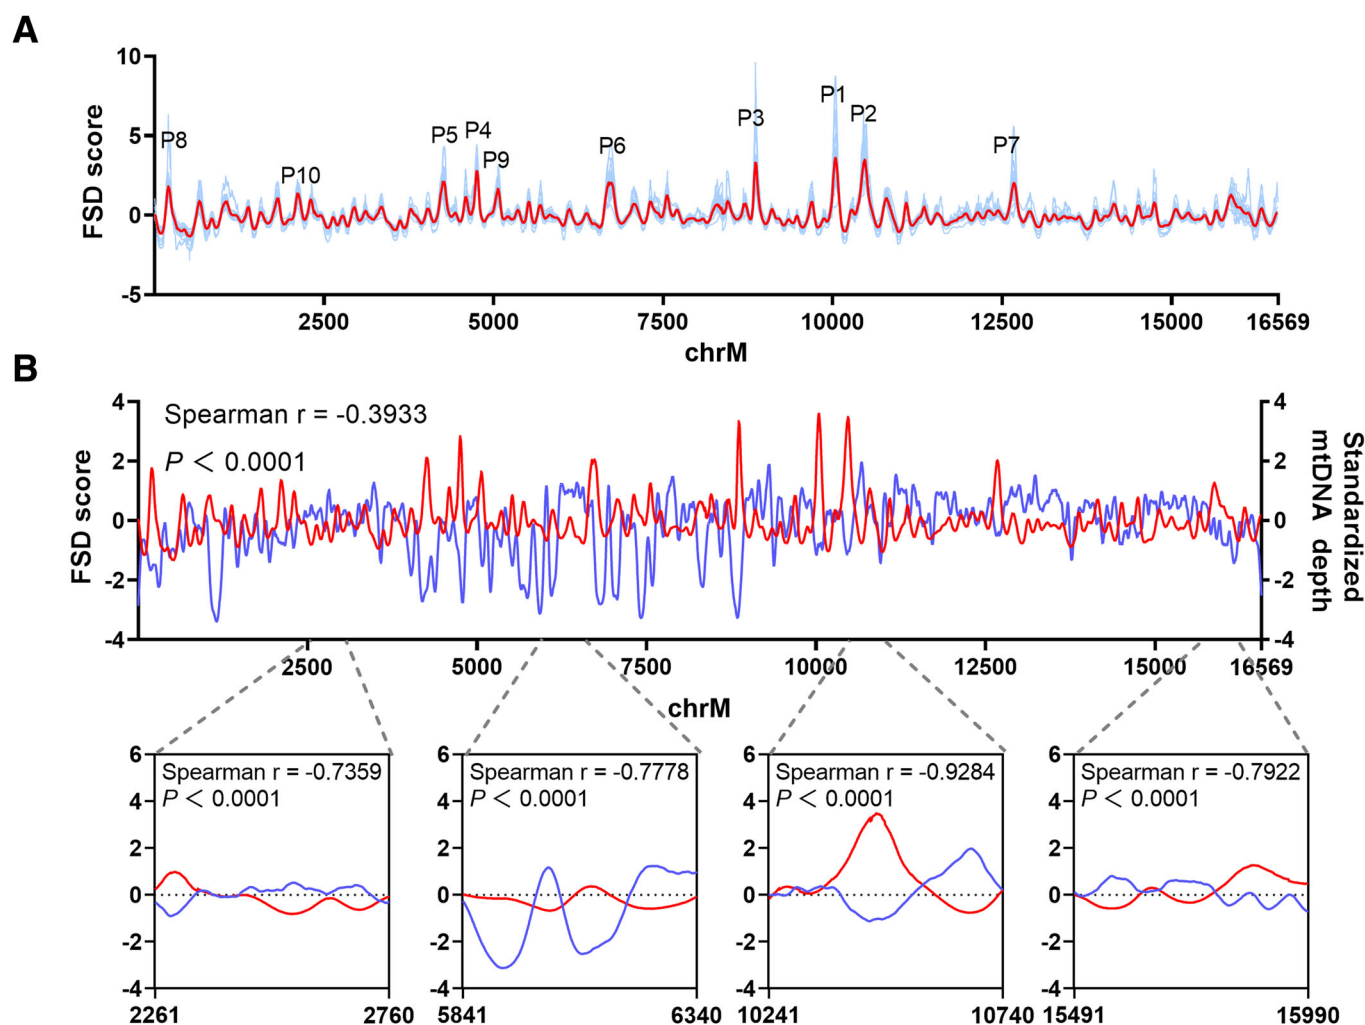 A
10
5
0
-5
FSD score
P8
P10
P5
P4
P9
P6
P3
P1
P2
P7
2500
5000
7500
10000
12500
15000
16569
chrM
B
Spearman r = -0.3933
P < 0.0001
4
2
0
-2
-4
FSD score
4
2
0
-2
-4
Standardized
mtDNA depth
2500
5000
7500
10000
12500
15000
16569
chrM
Spearman r = -0.7359
P < 0.0001
6
4
2
0
-2
-4
2261
2760
Spearman r = -0.7778
P < 0.0001
6
4
2
0
-2
-4
5841
6340
Spearman r = -0.9284
P < 0.0001
6
4
2
0
-2
-4
10241
10740
Spearman r = -0.7922
P < 0.0001
6
4
2
0
-2
-4
15491
15990